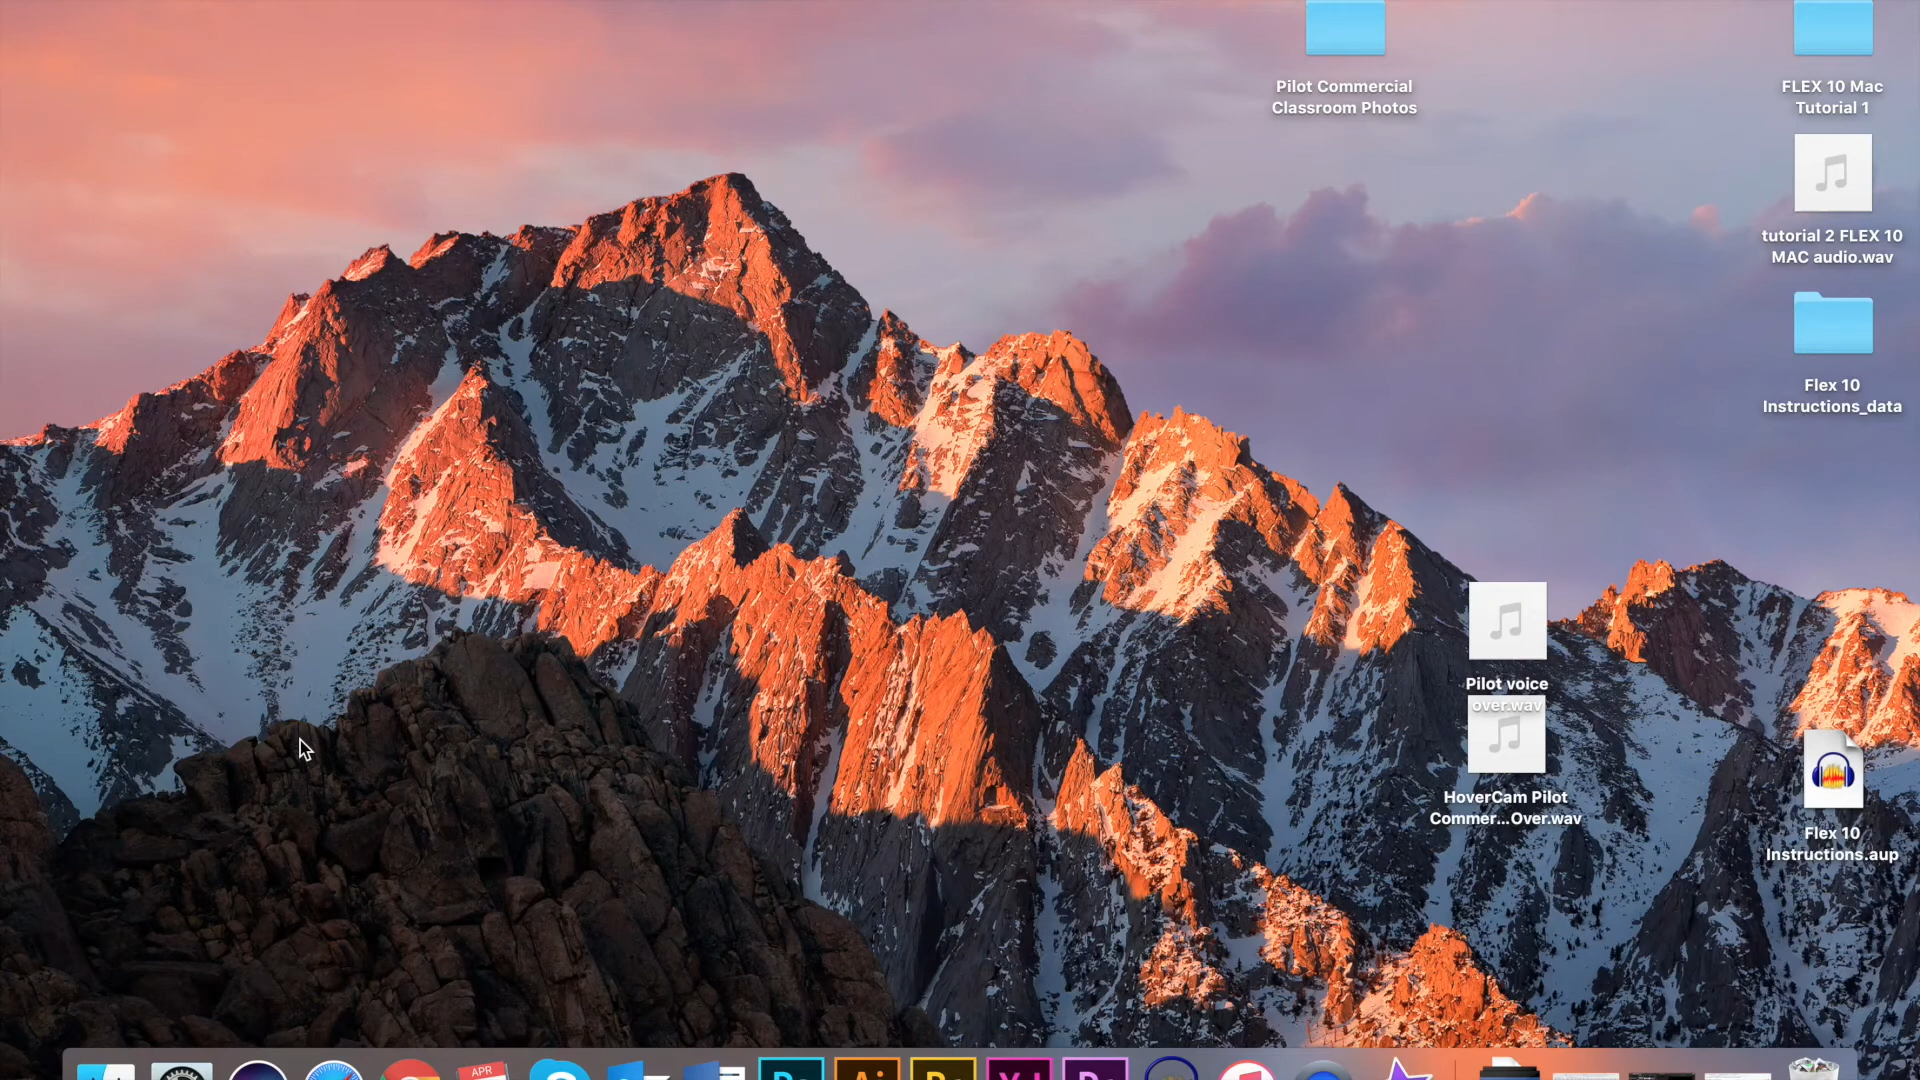 Pilot Commercial
Classroom Photos
FLEX 10 Mac
Tutorial 1
tutorial 2 FLEX 10
MAC audio.wav
Flex 10
Instructions_data
Pilot voice
over.wav
HoverCam Pilot
Commer...Over.wav
Flex 10
Instructions.aup
APR